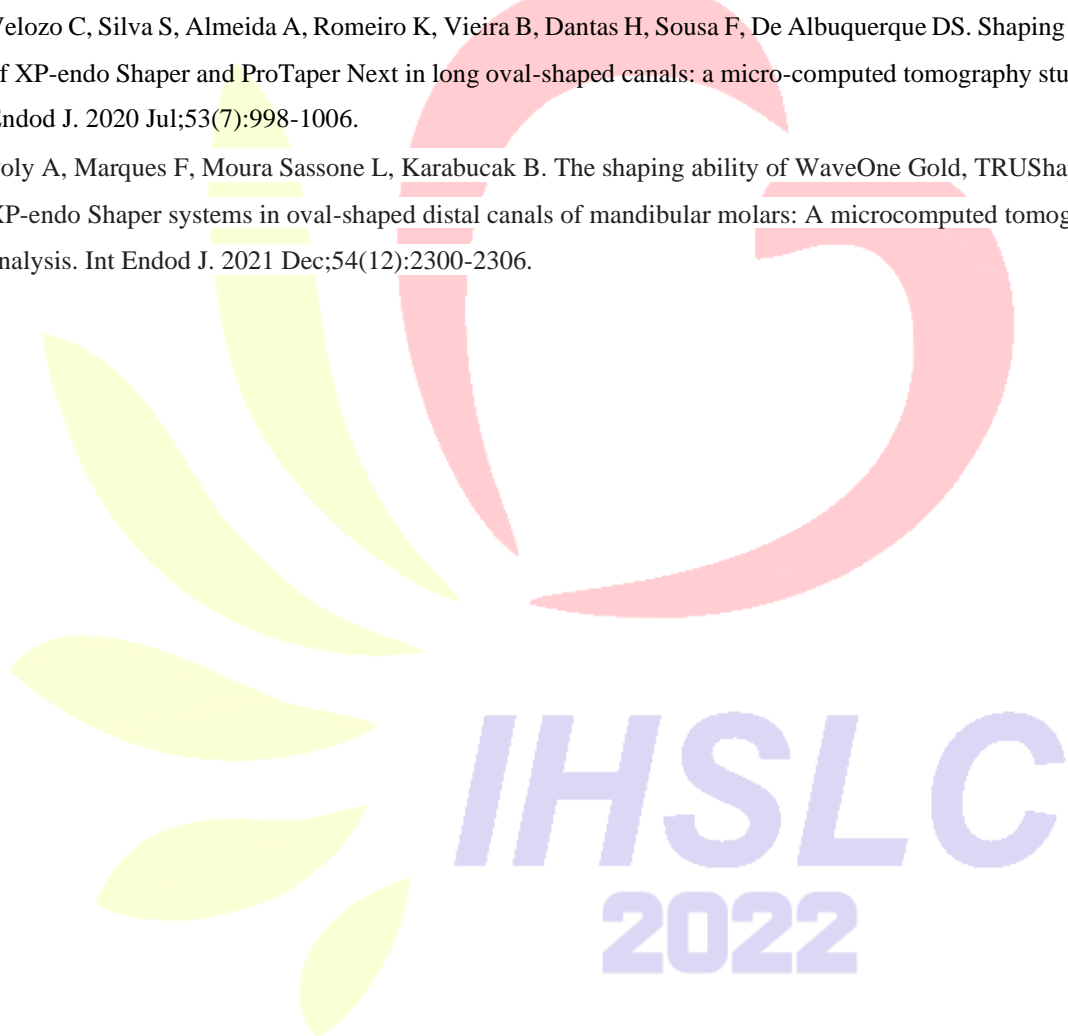 Velozo C, Silva S, Almeida A, Romeiro K, Vieira B, Dantas H, Sousa F, De Albuquerque DS. Shaping
of XP-endo Shaper and ProTaper Next in long oval-shaped canals: a micro-computed tomography stu
Endod J. 2020 Jul;53(7):998-1006.
Poly A, Marques F, Moura Sassone L, Karabucak B. The shaping ability of WaveOne Gold, TRUSha
XP-endo Shaper systems in oval-shaped distal canals of mandibular molars: A microcomputed tomog
analysis. Int Endod J. 2021 Dec;54(12):2300-2306.
IHSLC
2022